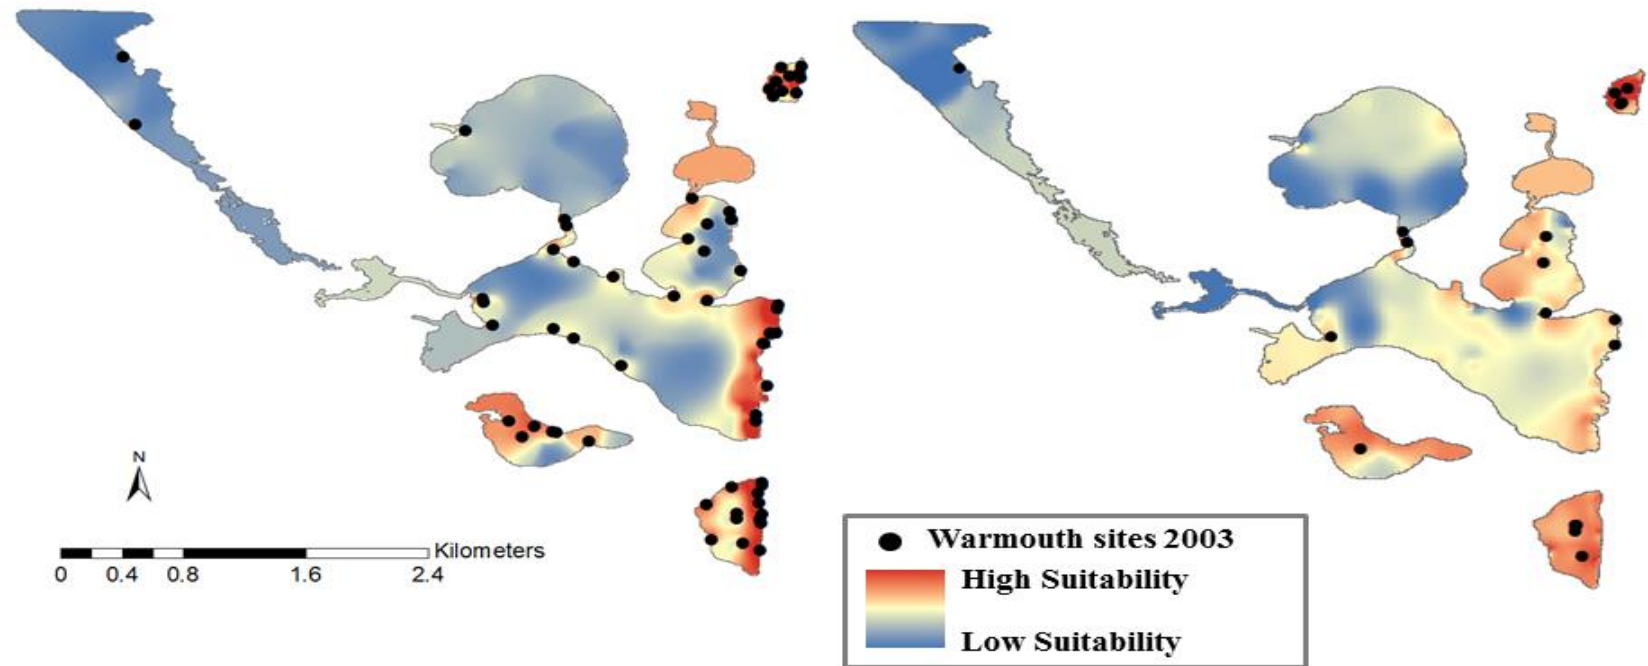 N
Kilometers
0 0.4 0.8 1.6 2.4
Warmouth sites 2003
High Suitability
Low Suitability